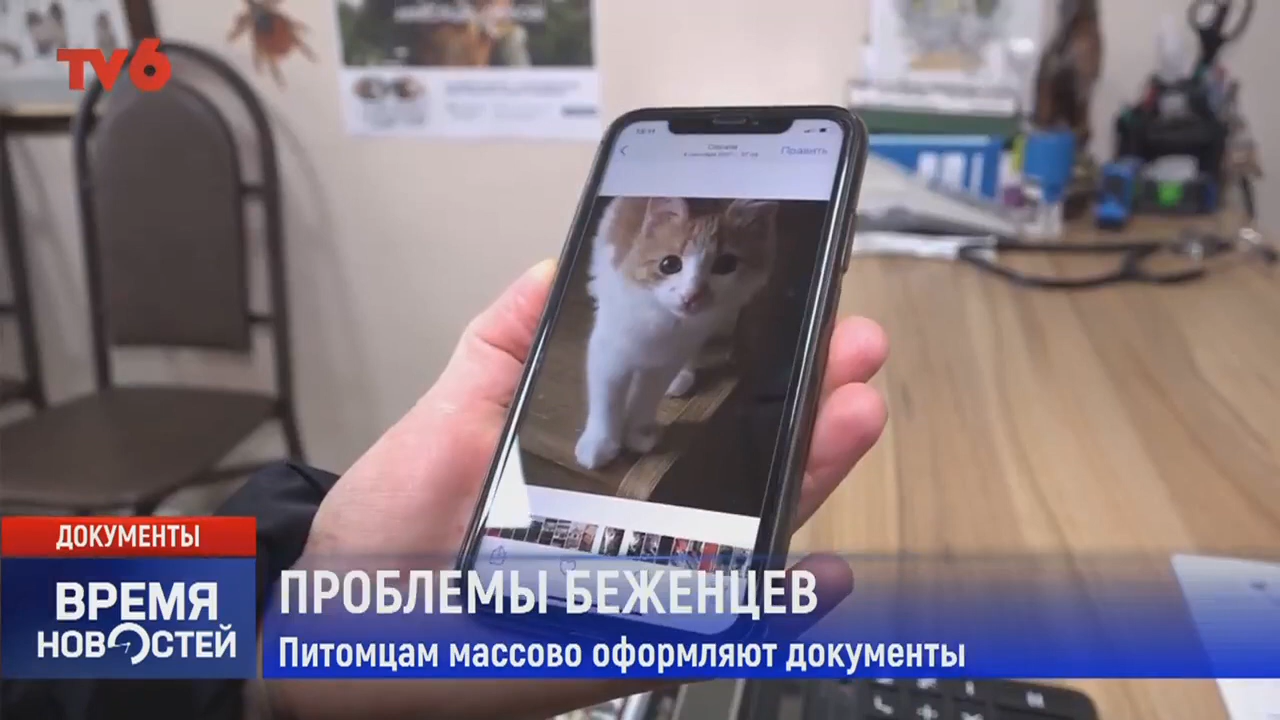 TV6
Править
ДОКУМЕНТЫ
ВРЕМЯ
НОВОСТЕЙ
ПРОБЛЕМЫ БЕЖЕНЦЕВ
Питомцам массово оформляют документы